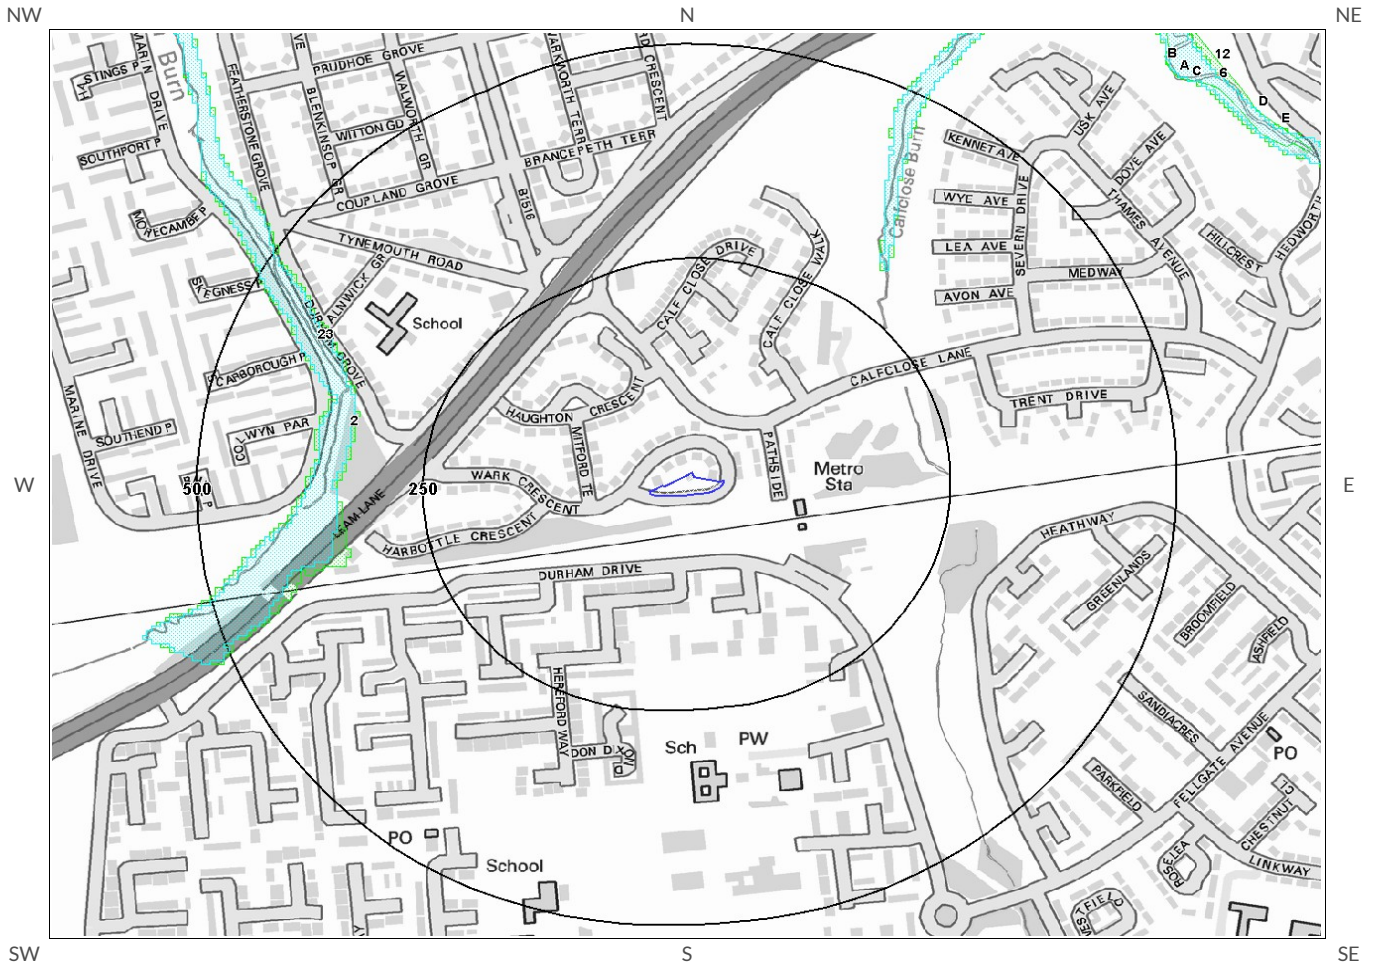 NW
N
NE
W
E
SW
S
SE
Burn
MARINE DRIVE
SOUTHPORT P
FEATHERSTONE GROVE
PRUDHOE GROVE
BLENKINSOP GR
WALWORTH GR
WITTON GD
COUPLAND GROVE
BRANCEPETH TERR
WARKWORTH TERR
CRESCENT
B1516
TYNEMOUTH ROAD
ALNWICK GR
DURHAM GROVE
School
23
2
SCARBOROUGH P
COLWYN PAR
SOUTHEND P
MARINE DRIVE
500
250
CALF CLOSE DRIVE
CALF CLOSE WALK
Calfclose Burn
KENNET AVE
WYE AVE
LEA AVE
AVON AVE
SEVERN DRIVE
USK AVE
DOVE AVE
THAMES AVENUE
MEDWAY
HILLCREST
HEDWORTH
B
A
C
12
6
D
E
CALFCLOSE LANE
TRENT DRIVE
HAUGHTON CRESCENT
MITFORD TE
WARK CRESCENT
HARBOTTLE CRESCENT
PATHSIDE
Metro
Sta
DURHAM DRIVE
HEATHWAY
GREENLANDS
BROOMFIELD
ASHFIELD
SANDIACRES
FELLGATE AVENUE
PARKFIELD
PO
CHESTNUT
LINKWAY
ROSELEA
HEREFORD WAY
Sch
PW
PO
School